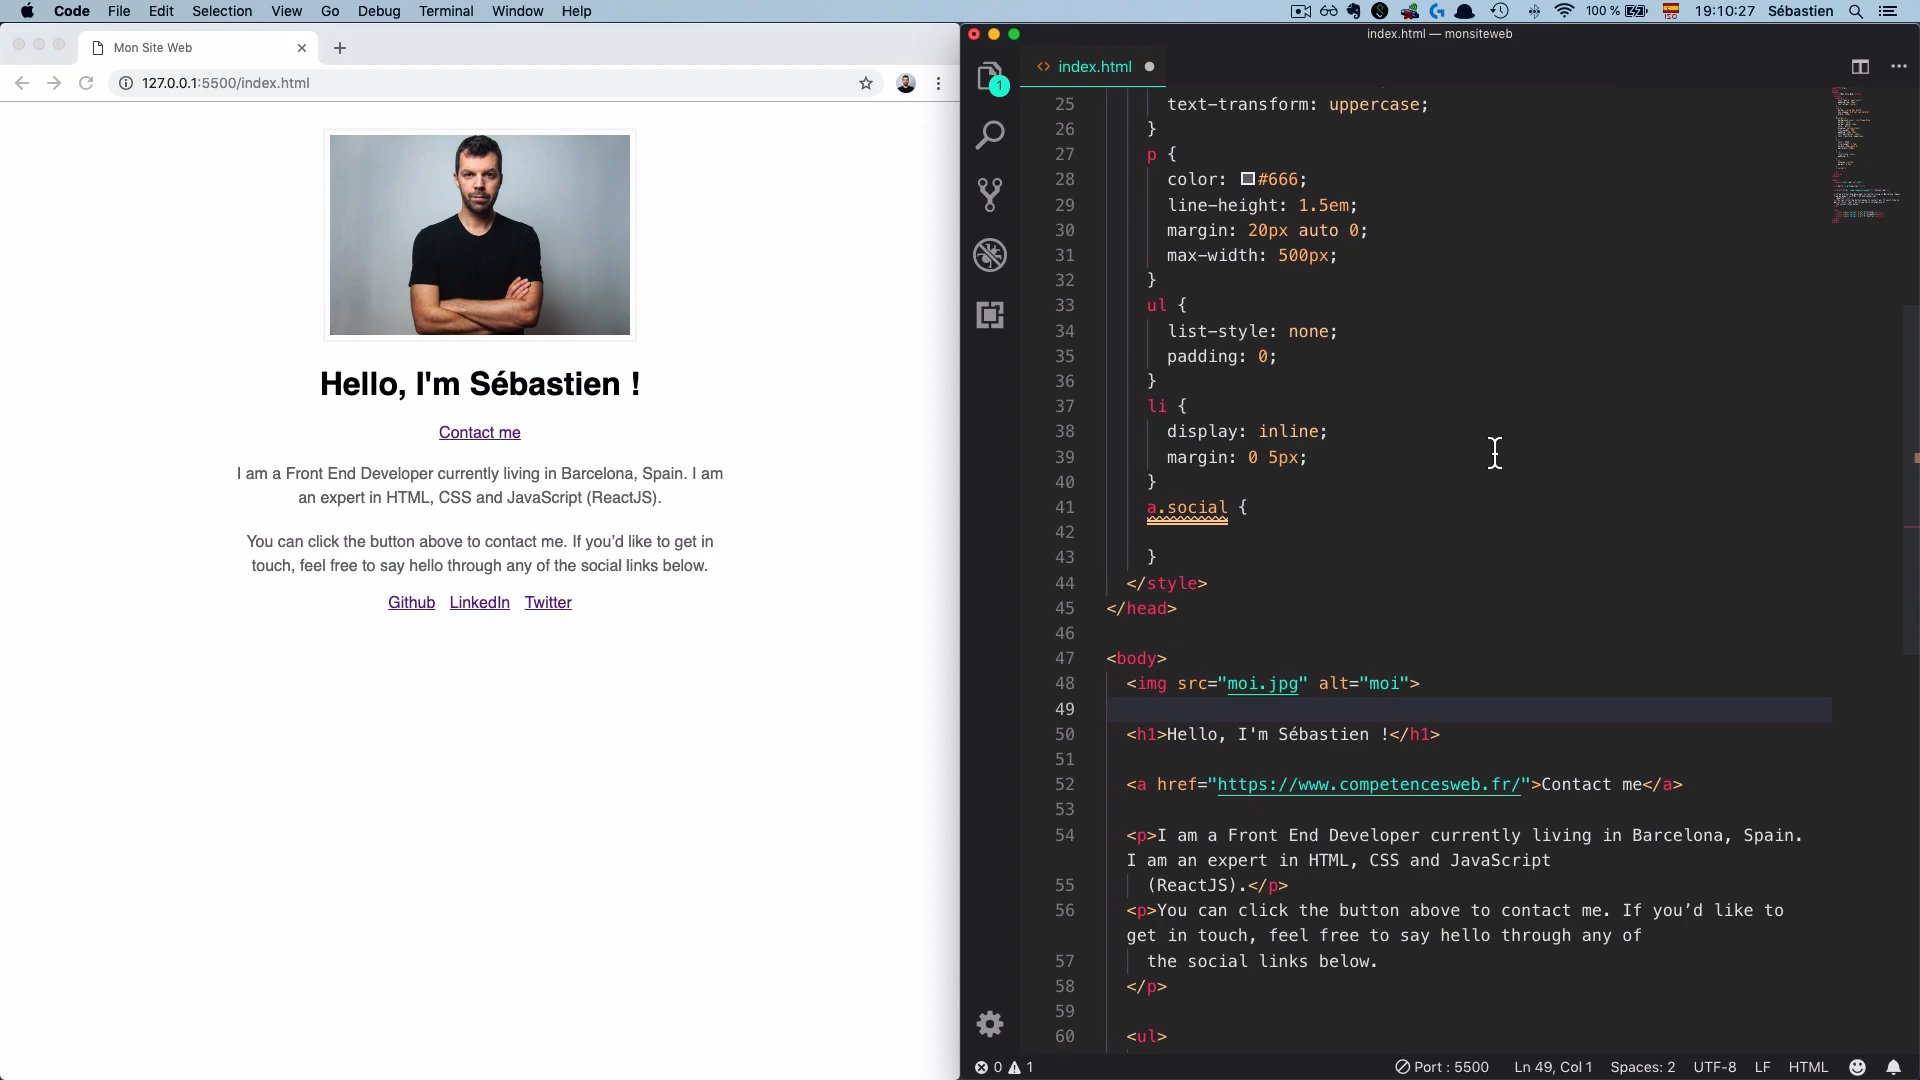 Code File Edit Selection View Go Debug Terminal Window Help
100 % 19:10:27 Sébastien
Mon Site Web
127.0.0.1:5500/index.html
Hello, I'm Sébastien !
Contact me
I am a Front End Developer currently living in Barcelona, Spain. I am
an expert in HTML, CSS and JavaScript (ReactJS).
You can click the button above to contact me. If you’d like to get in
touch, feel free to say hello through any of the social links below.
Github LinkedIn Twitter
index.html — monsiteweb
1
<> index.html
25 text-transform: uppercase;
26 }
27 p {
28 color: #666;
29 line-height: 1.5em;
30 margin: 20px auto 0;
31 max-width: 500px;
32 }
33 ul {
34 list-style: none;
35 padding: 0;
36 }
37 li {
38 display: inline;
39 margin: 0 5px;
40 }
41 a.social {
42
43 }
44 </style>
45 </head>
46
47 <body>
48 <img src="moi.jpg" alt="moi">
49
50 <h1>Hello, I'm Sébastien !</h1>
51
52 <a href="https://www.competencesweb.fr/">Contact me</a>
53
54 <p>I am a Front End Developer currently living in Barcelona, Spain.
I am an expert in HTML, CSS and JavaScript
55 (ReactJS).</p>
56 <p>You can click the button above to contact me. If you’d like to
get in touch, feel free to say hello through any of
57 the social links below.
58 </p>
59
60 <ul>
0 1 Port : 5500 Ln 49, Col 1 Spaces: 2 UTF-8 LF HTML